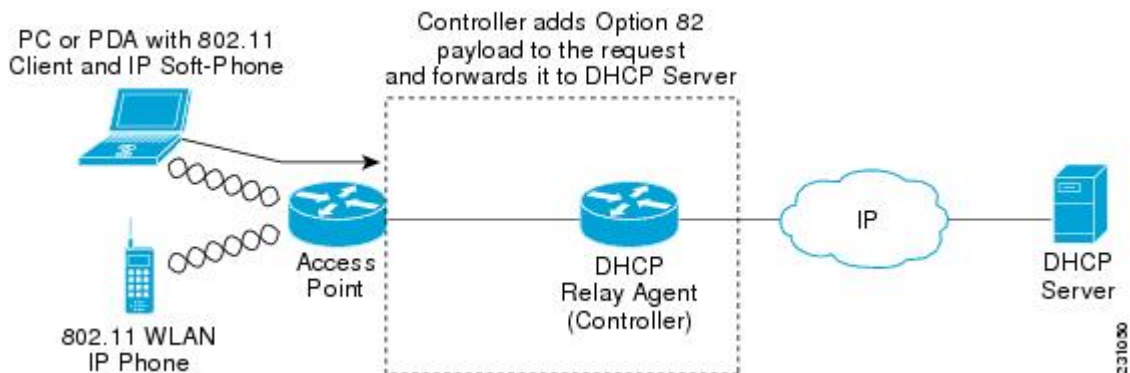 Controller adds Option 82
payload to the request
and forwards it to DHCP Server
PC or PDA with 802.11
Client and IP Soft-Phone
Access
Point
DHCP
Relay Agent
(Controller)
IP
DHCP
Server
802.11 WLAN
IP Phone
231050